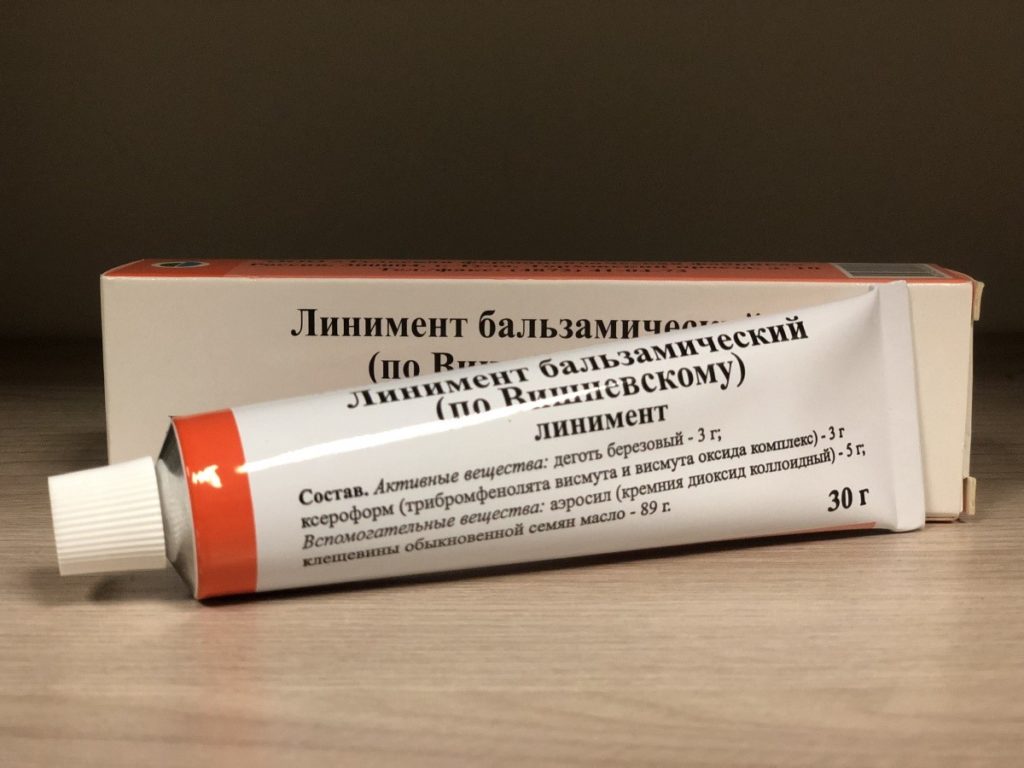 Линимент бальзамический
(по
Линимент бальзамический
(по Вишневскому)
линимент
Состав. Активные вещества: деготь березовый - 3 г;
ксероформ (трибромфенолята висмута и висмута оксида комплекс) - 3 г
Вспомогательные вещества: аэросил (кремния диоксид коллоидный) - 5 г;
клещевины обыкновенной семян масло - 89 г.
30 г